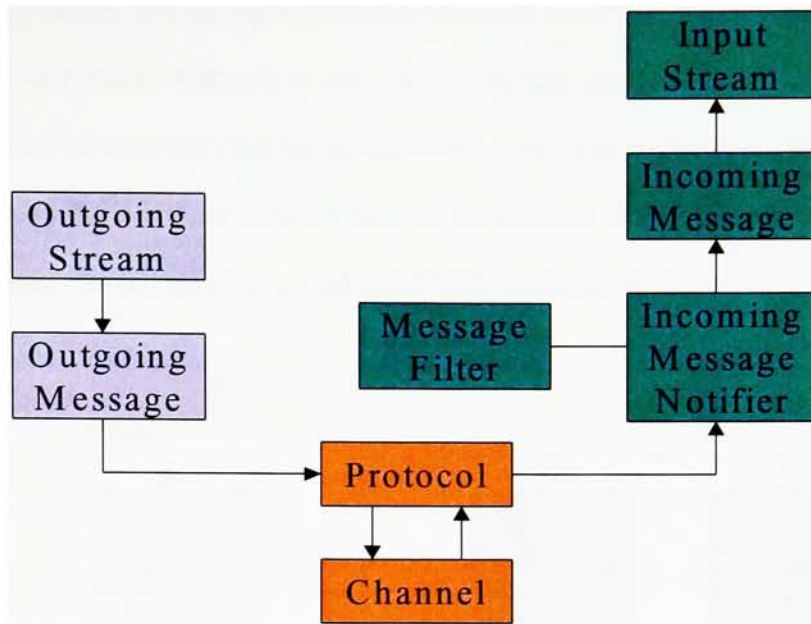 Input
Stream
Incoming
Message
Outgoing
Stream
Incoming
Message
Notifier
Message
Filter
Outgoing
Message
Protocol
Channel